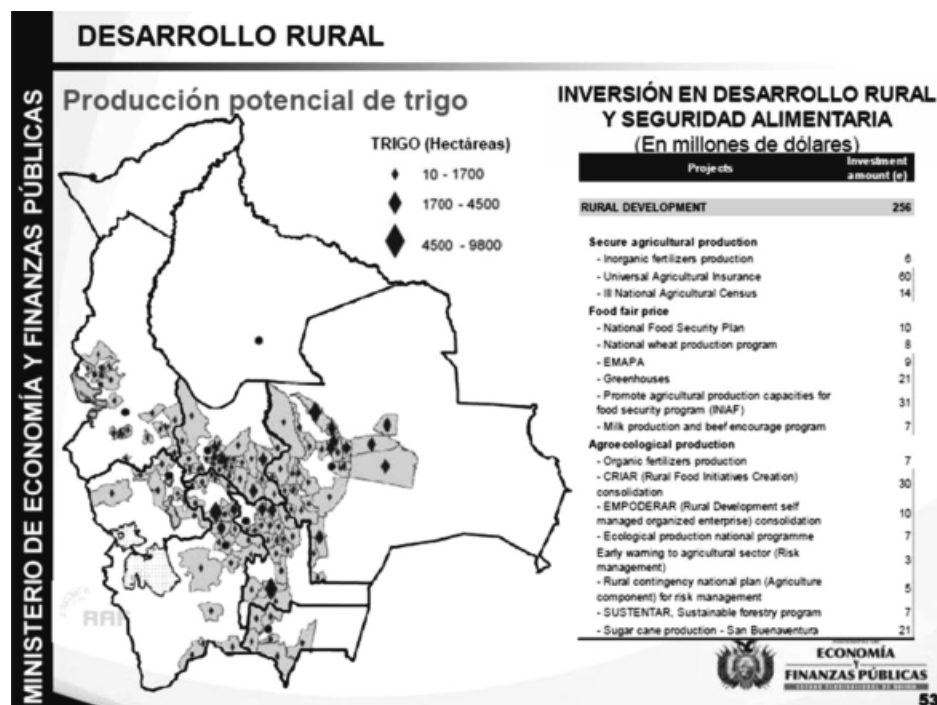 DESARROLLO RURAL
MINISTERIO DE ECONOMÍA Y FINANZAS PÚBLICAS
Producción potencial de trigo
TRIGO (Hectáreas)
10 - 1700
1700 - 4500
4500 - 9800
INVERSIÓN EN DESARROLLO RURAL
Y SEGURIDAD ALIMENTARIA
(En millones de dólares)
Projects Investment
amount (e)
RURAL DEVELOPMENT 256
Secure agricultural production
- Inorganic fertilizers production 6
- Universal Agricultural Insurance 60
- III National Agricultural Census 14
Food fair price
- National Food Security Plan 10
- National wheat production program 8
- EMAPA 9
- Greenhouses 21
- Promote agricultural production capacities for
food security program (INIAF) 31
- Milk production and beef encourage program 7
Agroecological production
- Organic fertilizers production 7
- CRIAR (Rural Food Initiatives Creation)
consolidation 30
- EMPODERAR (Rural Development self
managed organized enterprise) consolidation 10
- Ecological production national programme 7
Early warning to agricultural sector (Risk
management) 3
- Rural contingency national plan (Agriculture
component) for risk management 5
- SUSTENTAR, Sustainable forestry program 7
- Sugar cane production - San Buenaventura 21
ECONOMÍA
Y
FINANZAS PÚBLICAS
53